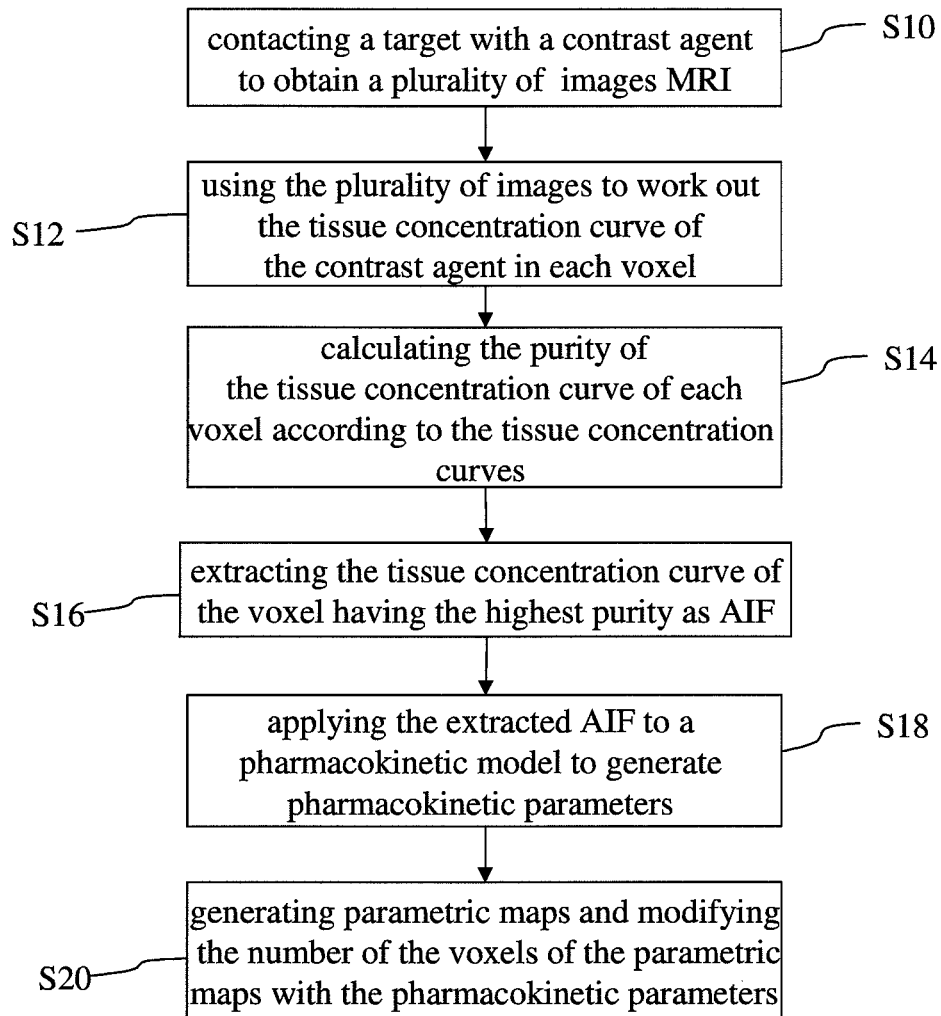 contacting a target with a contrast agent
to obtain a plurality of images MRI
S10
using the plurality of images to work out
the tissue concentration curve of
the contrast agent in each voxel
S12
calculating the purity of
the tissue concentration curve of each
voxel according to the tissue concentration
curves
S14
extracting the tissue concentration curve of
the voxel having the highest purity as AIF
S16
applying the extracted AIF to a
pharmacokinetic model to generate
pharmacokinetic parameters
S18
generating parametric maps and modifying
the number of the voxels of the parametric
maps with the pharmacokinetic parameters
S20